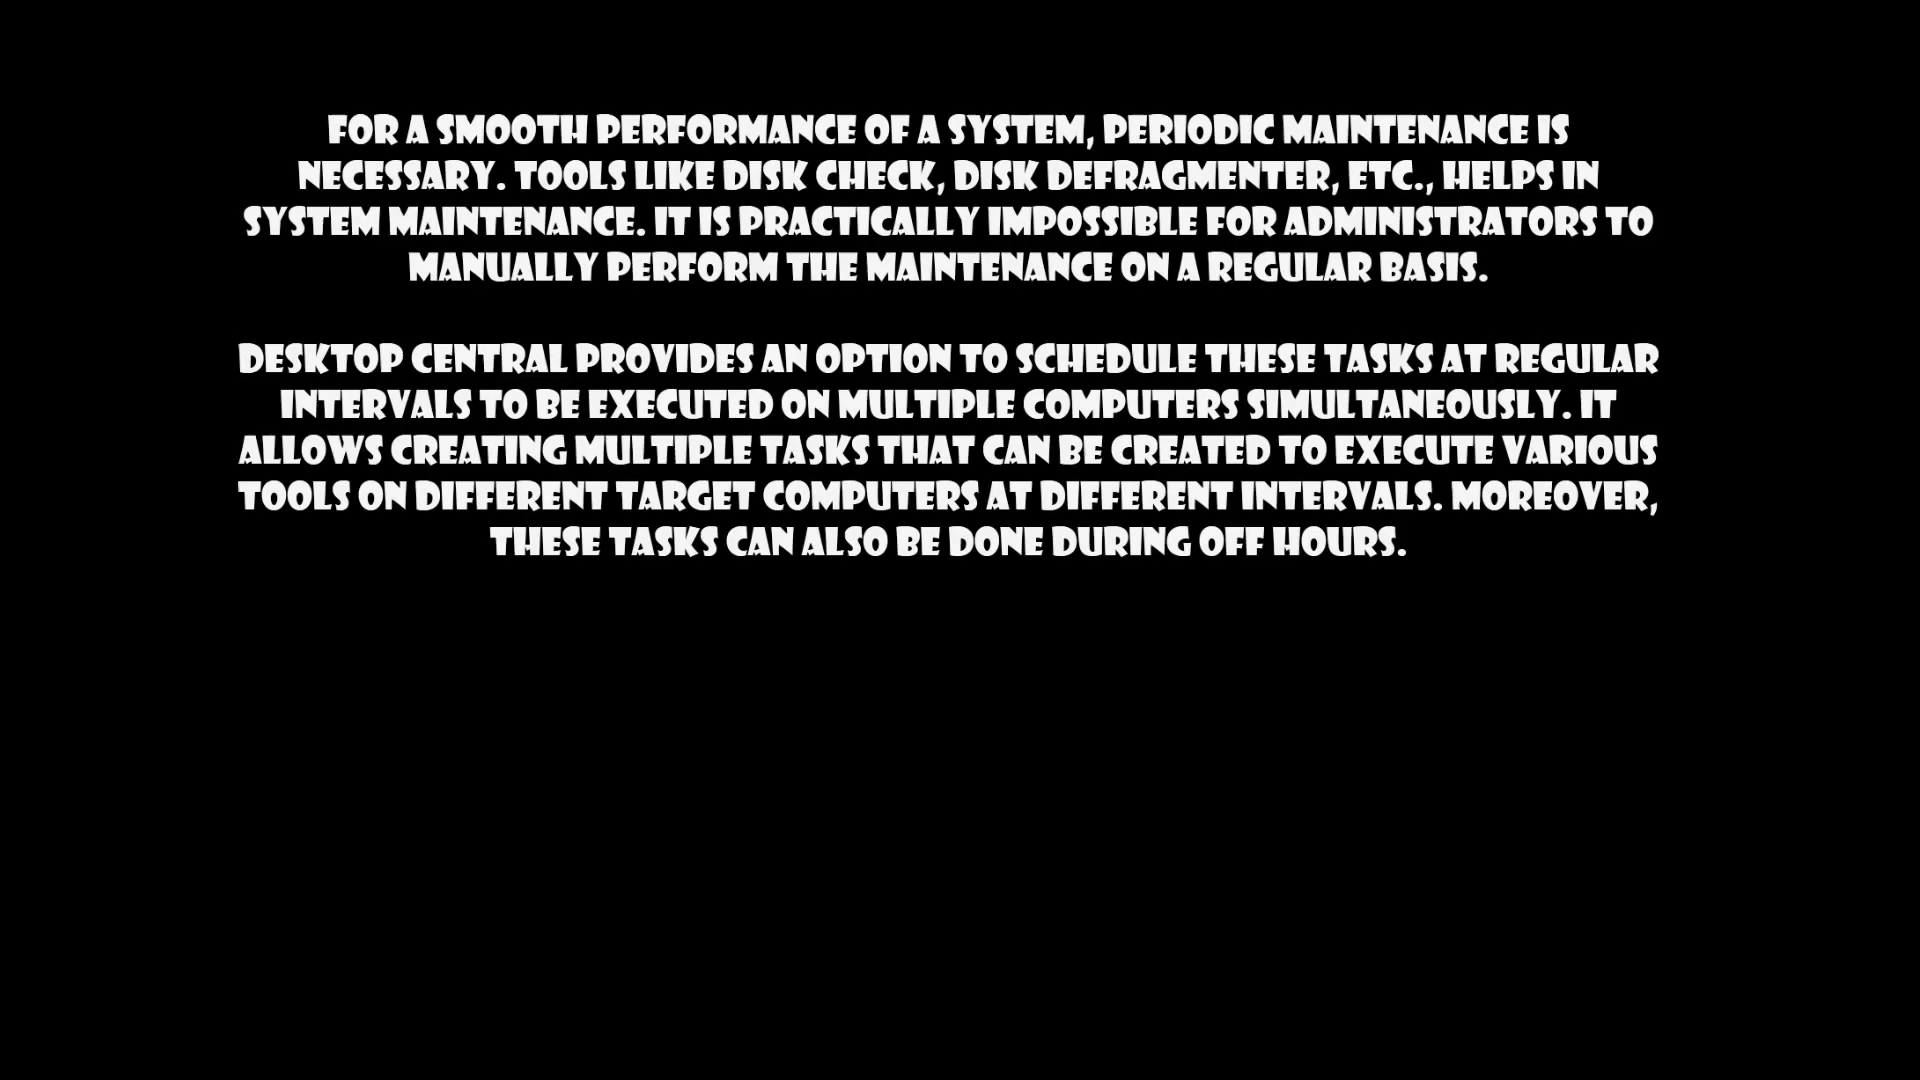 FOR A SMOOTH PERFORMANCE OF A SYSTEM, PERIODIC MAINTENANCE IS
NECESSARY. TOOLS LIKE DISK CHECK, DISK DEFRAGMENTER, ETC., HELPS IN
SYSTEM MAINTENANCE. IT IS PRACTICALLY IMPOSSIBLE FOR ADMINISTRATORS TO
MANUALLY PERFORM THE MAINTENANCE ON A REGULAR BASIS.
DESKTOP CENTRAL PROVIDES AN OPTION TO SCHEDULE THESE TASKS AT REGULAR
INTERVALS TO BE EXECUTED ON MULTIPLE COMPUTERS SIMULTANEOUSLY. IT
ALLOWS CREATING MULTIPLE TASKS THAT CAN BE CREATED TO EXECUTE VARIOUS
TOOLS ON DIFFERENT TARGET COMPUTERS AT DIFFERENT INTERVALS. MOREOVER,
THESE TASKS CAN ALSO BE DONE DURING OFF HOURS.